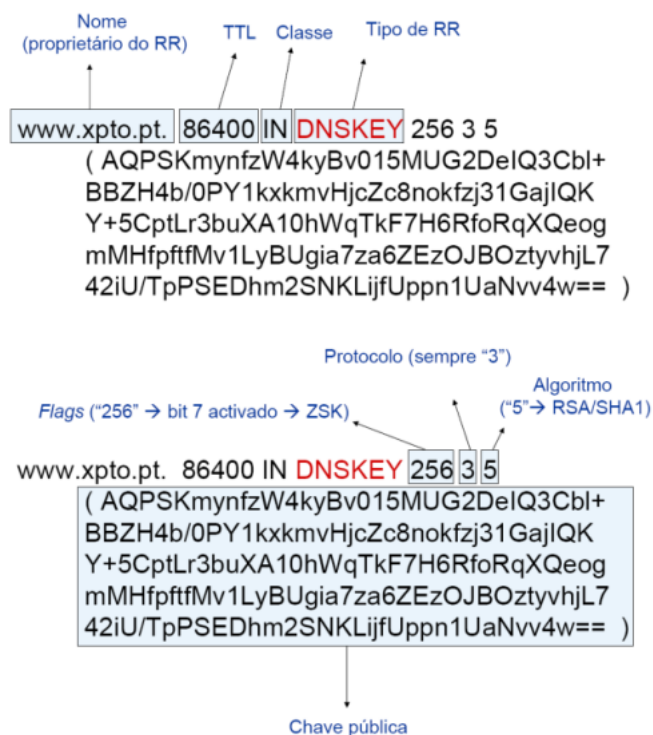 Nome
(proprietário do RR)
TTL
Classe
Tipo de RR
www.xpto.pt. 86400 IN DNSKEY 256 3 5
( AQPSKmynfzW4kyBv015MUG2DeIQ3Cbl+
BBZH4b/0PY1kxkmvHjcZc8nokfzj31GajIQK
Y+5CptLr3buXA10hWqTkF7H6RfoRqXQeog
mMHfpftfMv1LyBUgia7za6ZEzOJBOztyvhjL7
42iU/TpPSEDhm2SNKLijfUppn1UaNvv4w== )
Protocolo (sempre “3”)
Algoritmo
(“5”→ RSA/SHA1)
Flags (“256” → bit 7 activado → ZSK)
www.xpto.pt. 86400 IN DNSKEY 256 3 5
( AQPSKmynfzW4kyBv015MUG2DeIQ3Cbl+
BBZH4b/0PY1kxkmvHjcZc8nokfzj31GajIQK
Y+5CptLr3buXA10hWqTkF7H6RfoRqXQeog
mMHfpftfMv1LyBUgia7za6ZEzOJBOztyvhjL7
42iU/TpPSEDhm2SNKLijfUppn1UaNvv4w== )
Chave pública